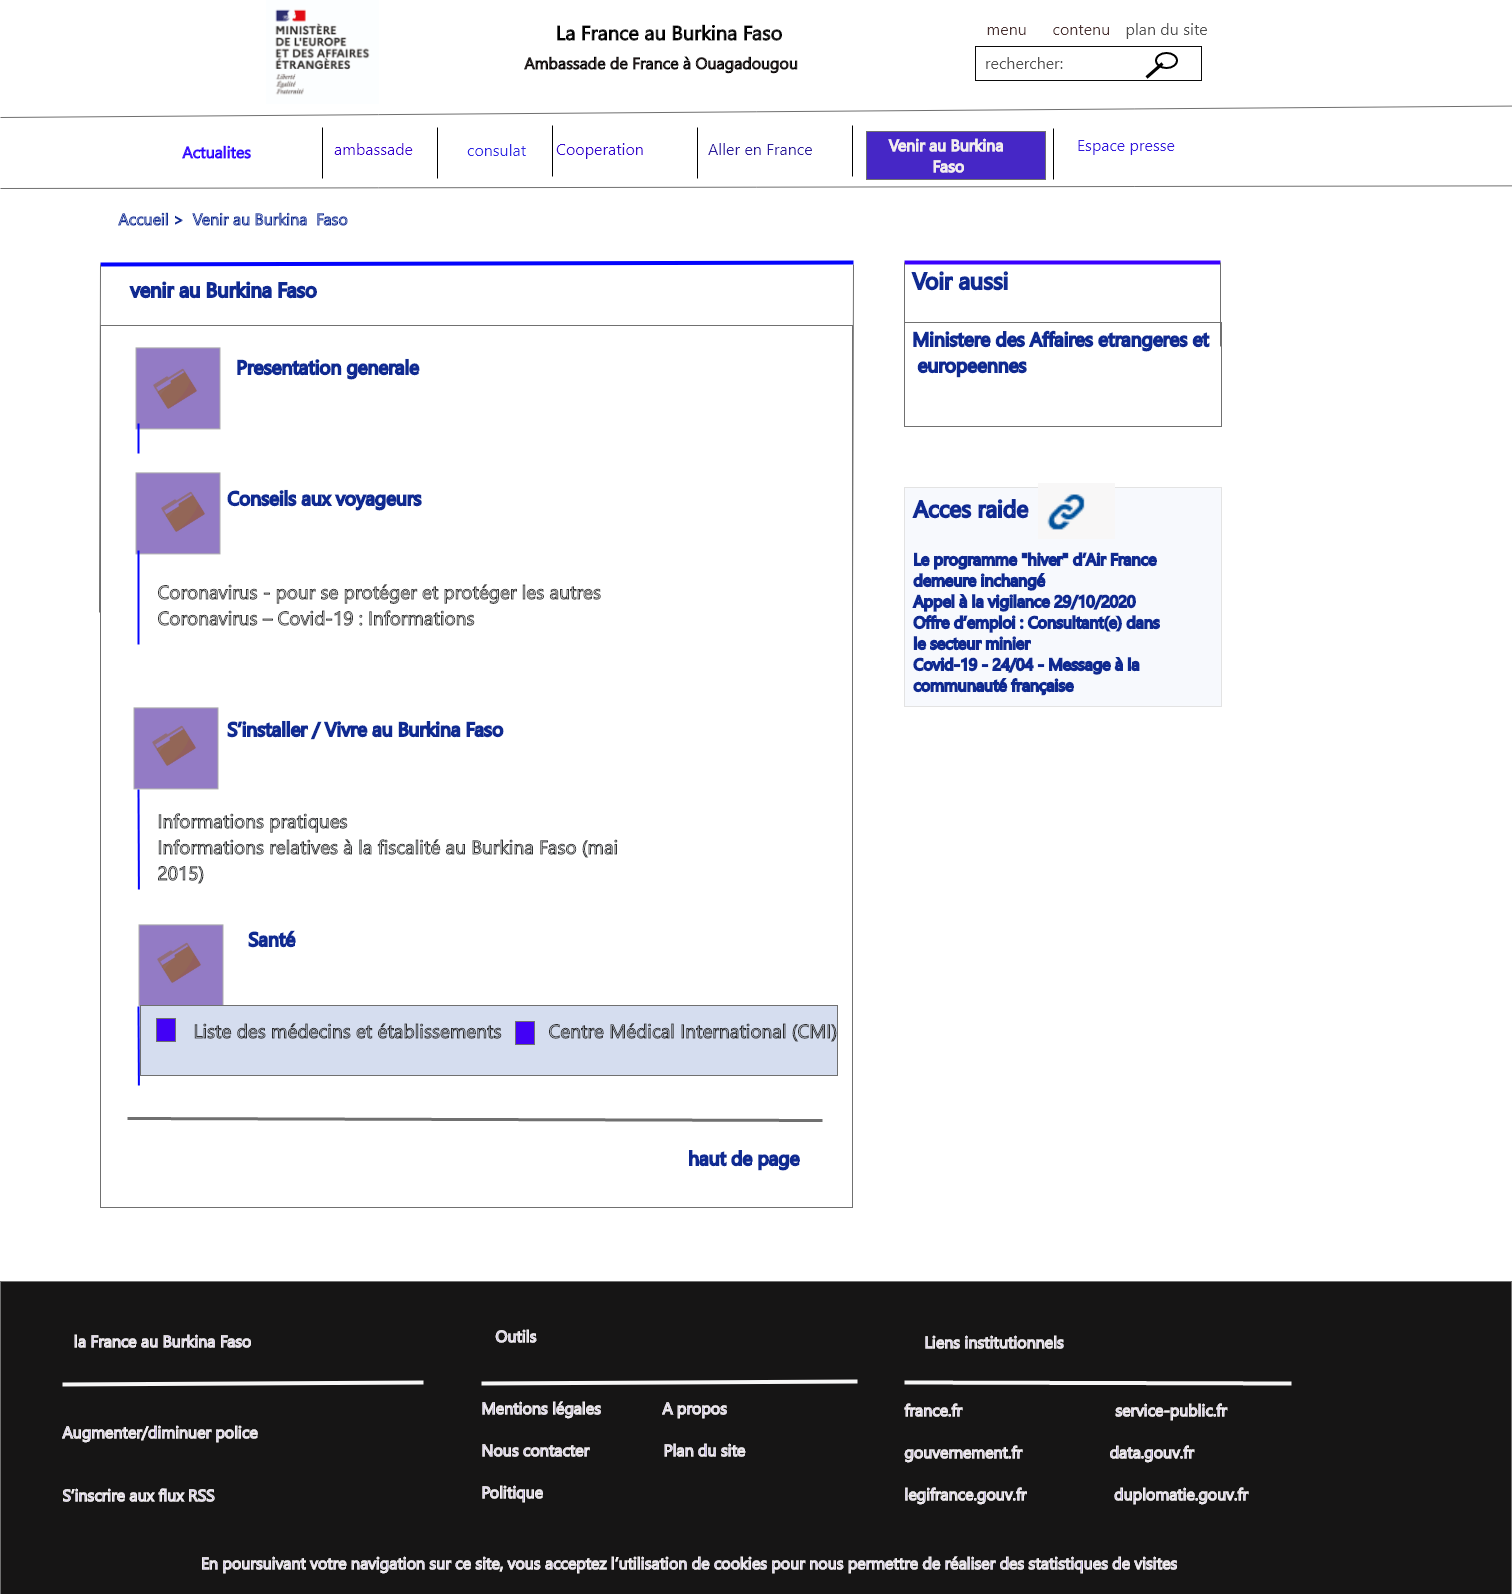 MINISTÈRE
DE L'EUROPE
ET DES AFFAIRES
ÉTRANGÈRES
Liberté
Égalité
Fraternité
La France au Burkina Faso
Ambassade de France à Ouagadougou
menu contenu plan du site
rechercher:
Actualites ambassade consulat Cooperation Aller en France Venir au Burkina
Faso
Espace presse
Accueil > Venir au Burkina Faso
venir au Burkina Faso
Presentation generale
Conseils aux voyageurs
Coronavirus - pour se protéger et protéger les autres
Coronavirus – Covid-19 : Informations
S'installer / Vivre au Burkina Faso
Informations pratiques
Informations relatives à la fiscalité au Burkina Faso (mai
2015)
Santé
Liste des médecins et établissements Centre Médical International (CMI)
haut de page
Voir aussi
Ministere des Affaires etrangeres et
europeennes
Acces raide
Le programme "hiver" d'Air France
demeure inchangé
Appel à la vigilance 29/10/2020
Offre d'emploi : Consultant(e) dans
le secteur minier
Covid-19 - 24/04 - Message à la
communauté française
la France au Burkina Faso
Augmenter/diminuer police
S'inscrire aux flux RSS
Outils
Mentions légales A propos
Nous contacter Plan du site
Politique
Liens institutionnels
france.fr service-public.fr
gouvernement.fr data.gouv.fr
legifrance.gouv.fr duplomatie.gouv.fr
En poursuivant votre navigation sur ce site, vous acceptez l'utilisation de cookies pour nous permettre de réaliser des statistiques de visites